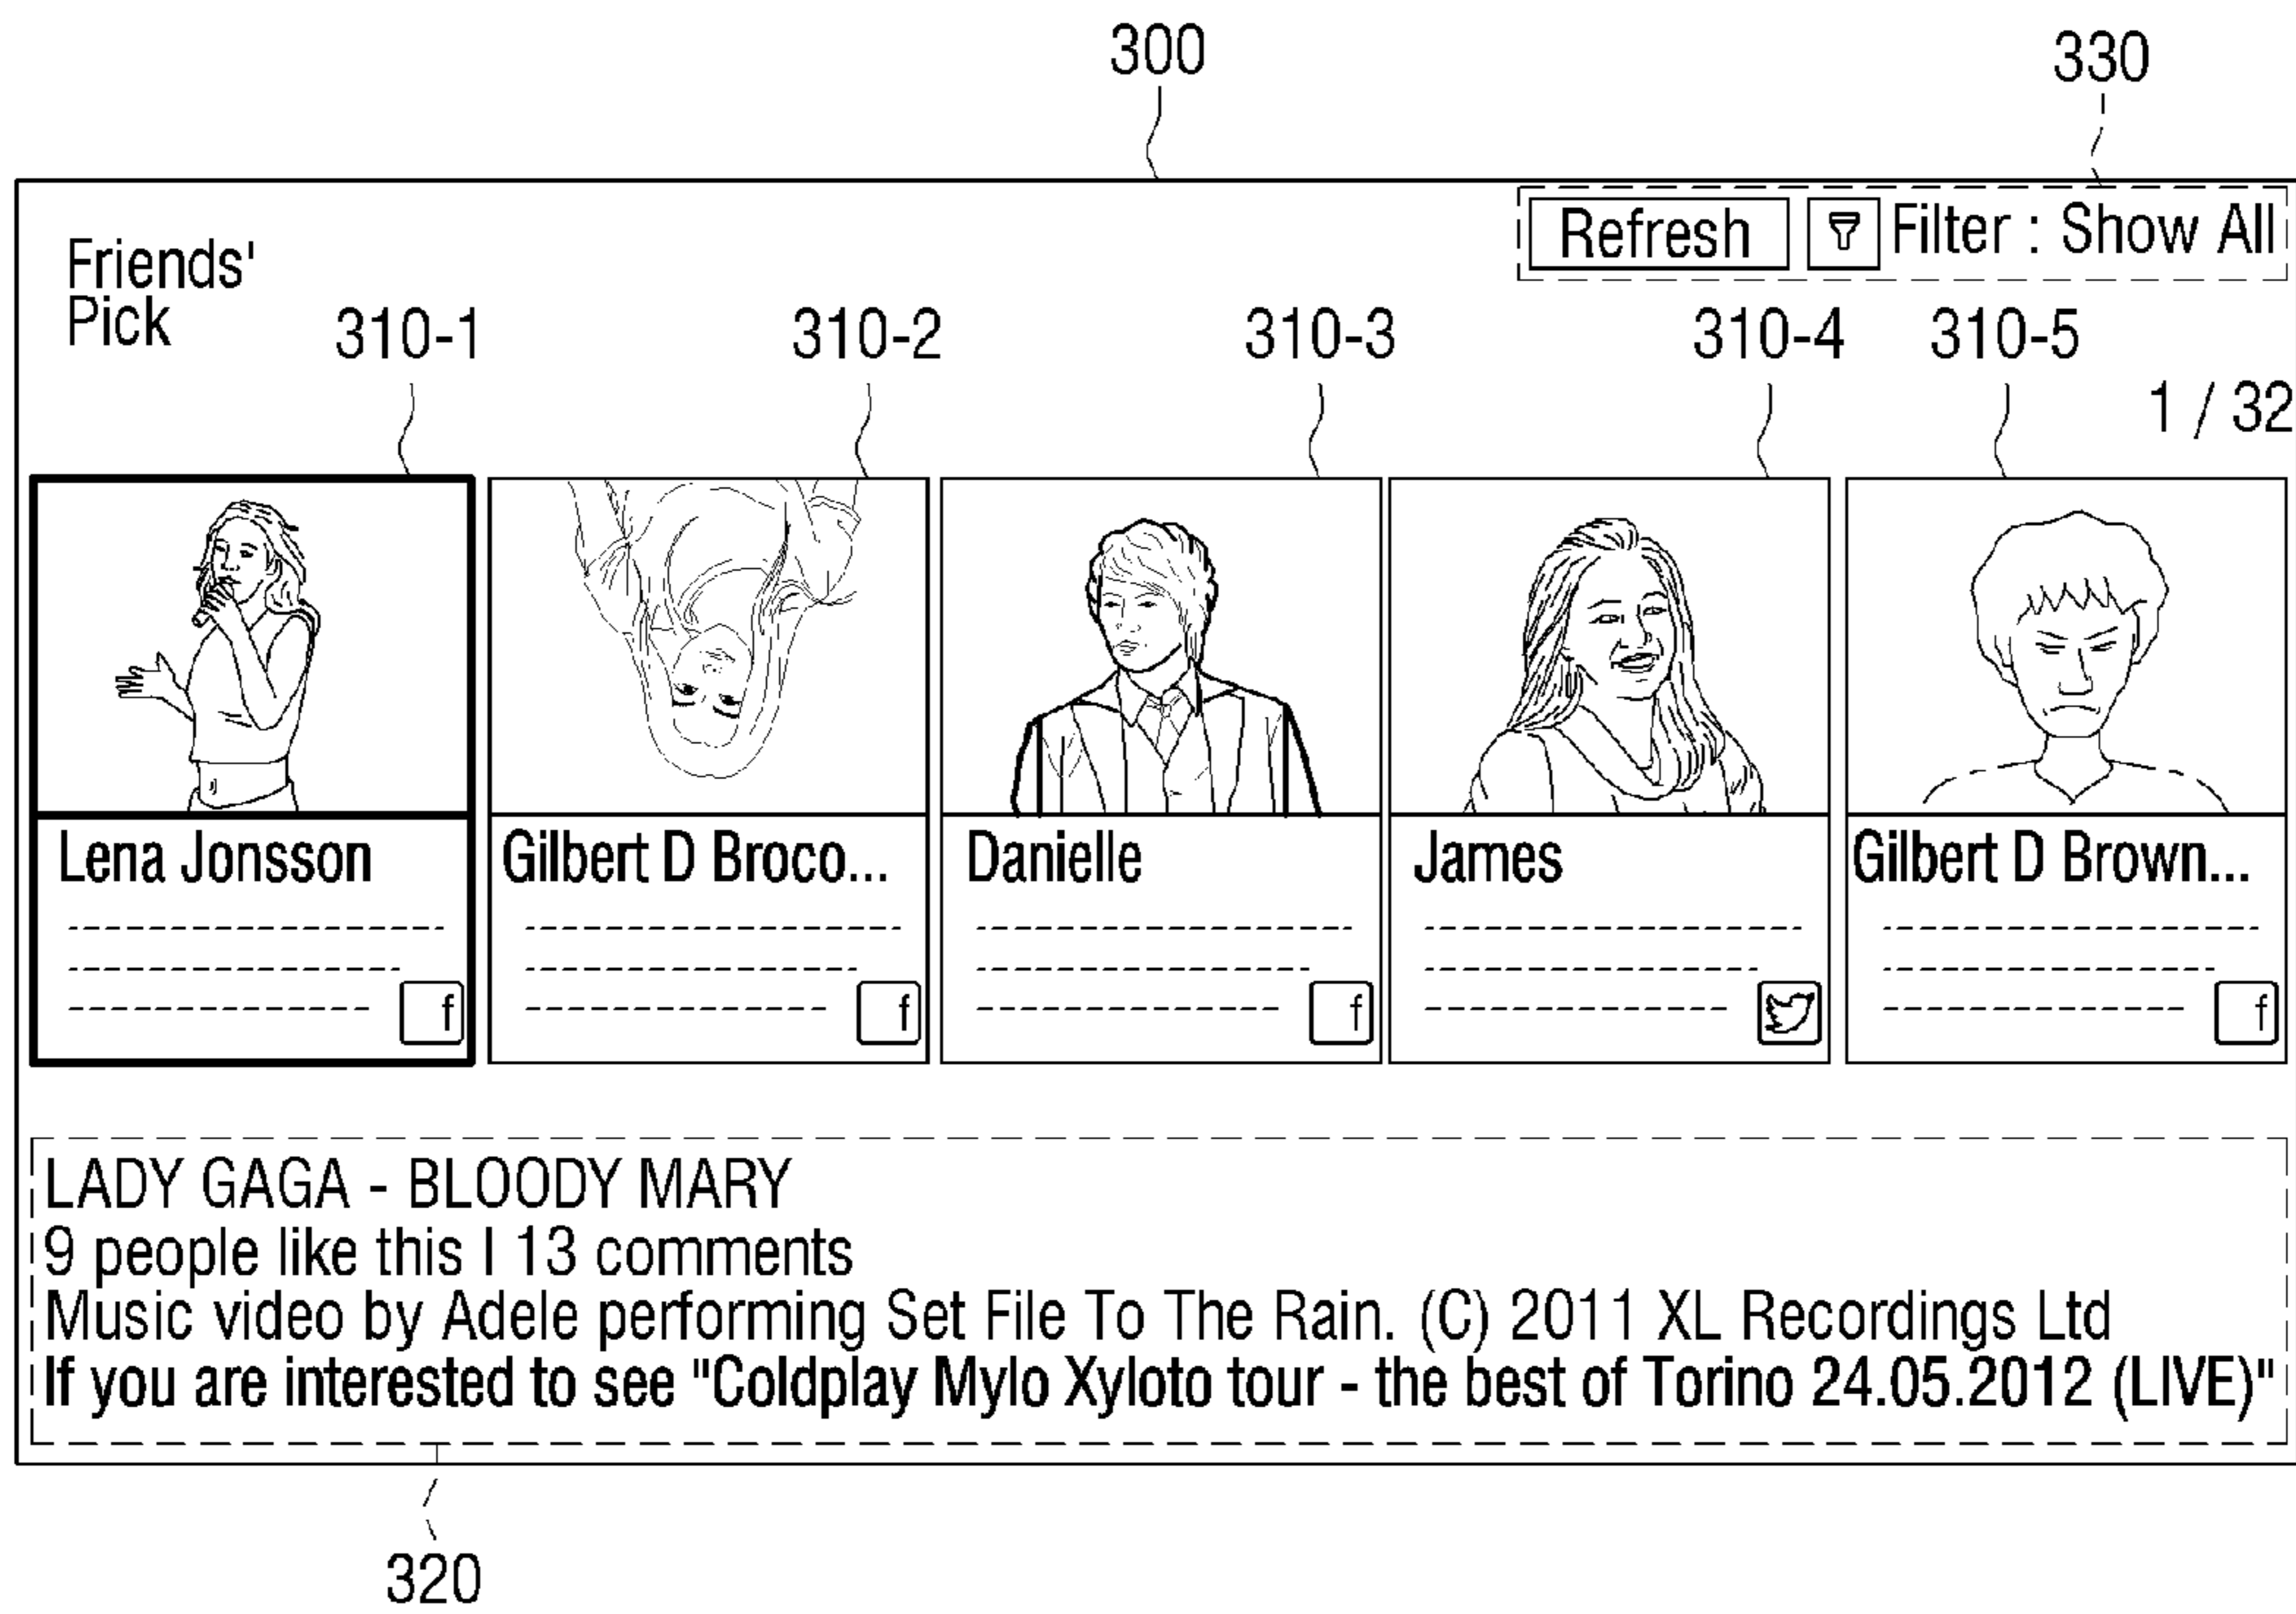 300
330
Refresh Filter : Show All
Friends'
Pick
310-1 310-2 310-3 310-4 310-5
1 / 32
Lena Jonsson
Gilbert D Broco...
Danielle
James
Gilbert D Brown...
f f f f
LADY GAGA - BLOODY MARY
9 people like this I 13 comments
Music video by Adele performing Set File To The Rain. (C) 2011 XL Recordings Ltd
If you are interested to see "Coldplay Mylo Xyloto tour - the best of Torino 24.05.2012 (LIVE)"
320